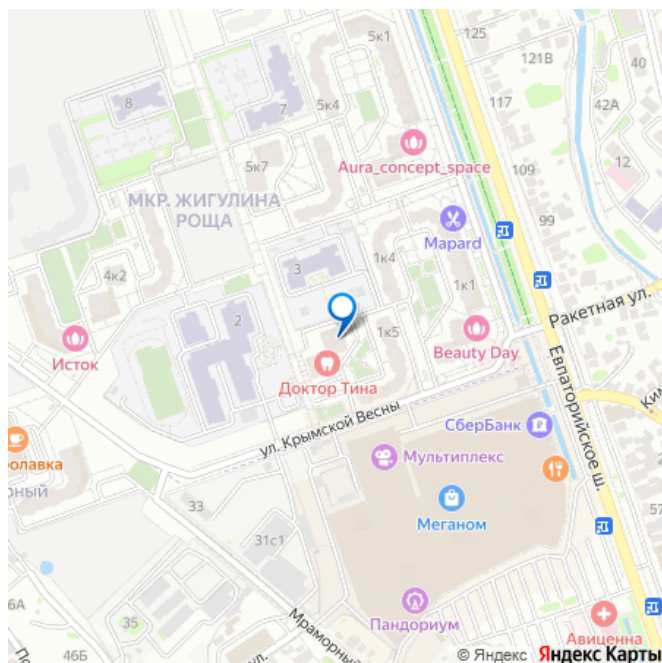 5к1
125
121В
40
8
7
5к4
117
42А
Aura_concept_space
109
12
5к7
МКР. ЖИГУЛИНА
РОЩА
Mapard
99
4к2
3
1к4
1к1
Ракетная ул.
2
1к5
Исток
Beauty Day
Доктор Тина
Евпаторийское ш.
ул. Крымской Весны
СберБанк
Мультиплекс
33
Меганом
57
31с1
6А
35
Мраморный
Пандориум
Авиценна
46Б
© Яндекс Яндекс Карты